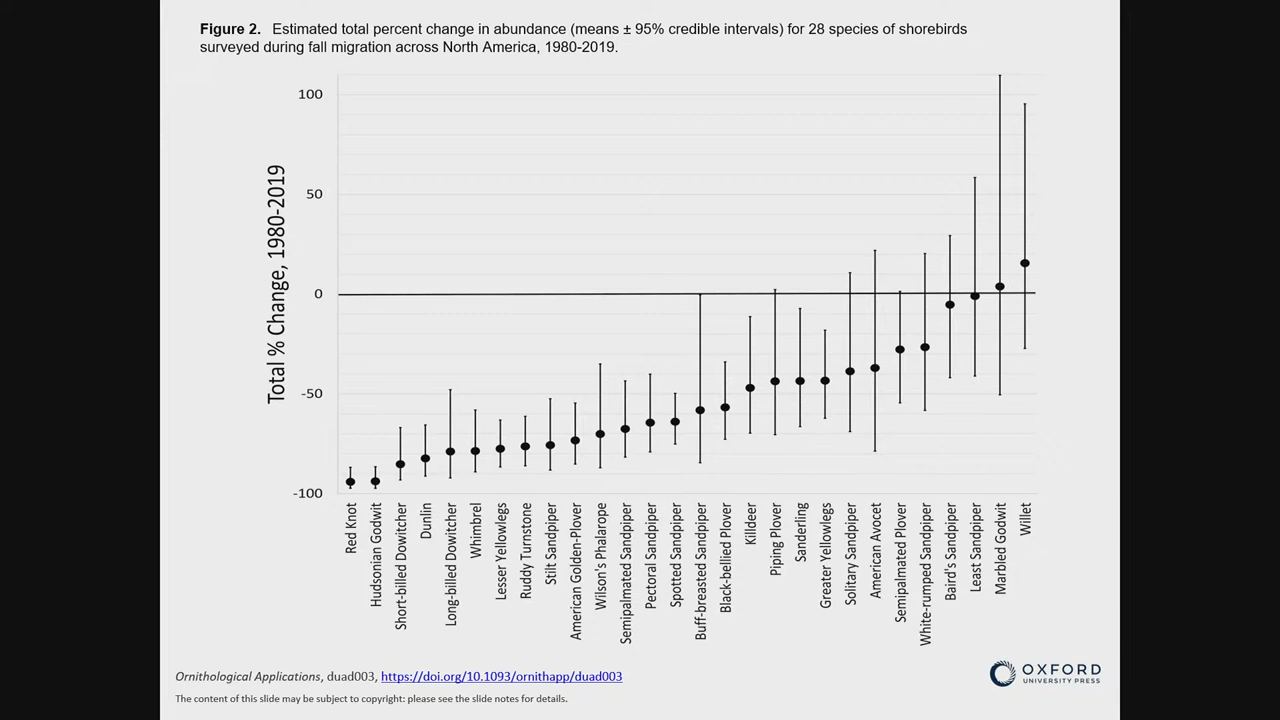 Figure 2. Estimated total percent change in abundance (means ± 95% credible intervals) for 28 species of shorebirds
surveyed during fall migration across North America, 1980-2019.
Total % Change, 1980-2019
100
50
0
-50
-100
Red Knot
Hudsonian Godwit
Short-billed Dowitcher
Dunlin
Long-billed Dowitcher
Whimbrel
Lesser Yellowlegs
Ruddy Turnstone
Stilt Sandpiper
American Golden-Plover
Wilson's Phalarope
Semipalmated Sandpiper
Pectoral Sandpiper
Spotted Sandpiper
Buff-breasted Sandpiper
Black-bellied Plover
Killdeer
Piping Plover
Sanderling
Greater Yellowlegs
Solitary Sandpiper
American Avocet
Semipalmated Plover
White-rumped Sandpiper
Baird's Sandpiper
Least Sandpiper
Marbled Godwit
Willet
Ornithological Applications, duad003, https://doi.org/10.1093/ornithapp/duad003
The content of this slide may be subject to copyright: please see the slide notes for details.
OXFORD
UNIVERSITY PRESS